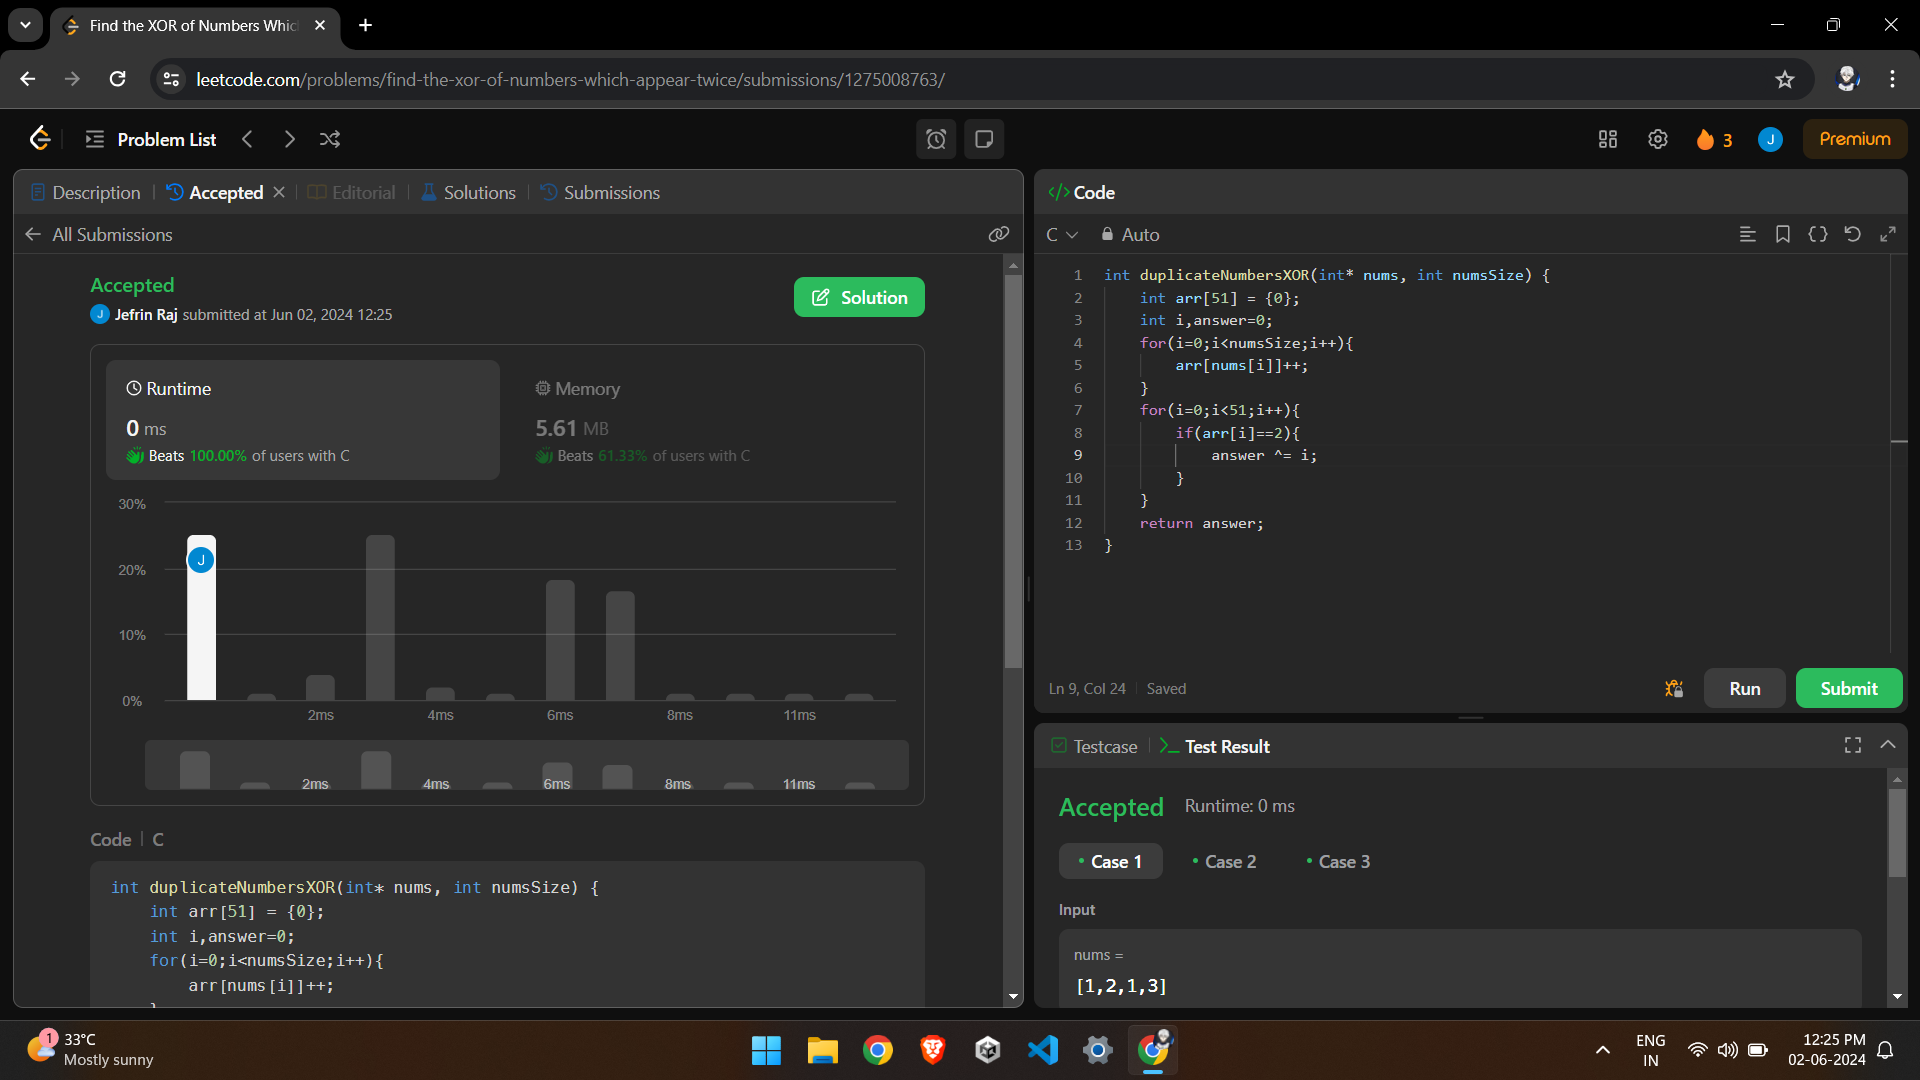 Find the XOR of Numbers Whic
leetcode.com/problems/find-the-xor-of-numbers-which-appear-twice/submissions/1275008763/
Problem List
3
J
Premium
Description
Accepted
Editorial
Solutions
Submissions
All Submissions
Accepted
Solution
J Jefrin Raj submitted at Jun 02, 2024 12:25
Runtime
0 ms
Beats 100.00% of users with C
Memory
5.61 MB
Beats 61.33% of users with C
30%
20%
10%
0%
J
2ms 4ms 6ms 8ms 11ms
2ms 4ms 6ms 8ms 11ms
Code | C
int duplicateNumbersXOR(int* nums, int numsSize) {
int arr[51] = {0};
int i,answer=0;
for(i=0;i<numsSize;i++){
arr[nums[i]]++;
}
</> Code
C
Auto
1 int duplicateNumbersXOR(int* nums, int numsSize) {
2 int arr[51] = {0};
3 int i,answer=0;
4 for(i=0;i<numsSize;i++){
5 arr[nums[i]]++;
6 }
7 for(i=0;i<51;i++){
8 if(arr[i]==2){
9 answer ^= i;
10 }
11 }
12 return answer;
13 }
Ln 9, Col 24 | Saved
Run
Submit
Testcase
Test Result
Accepted Runtime: 0 ms
Case 1
Case 2
Case 3
Input
nums =
[1,2,1,3]
1
33°C
Mostly sunny
ENG
IN
12:25 PM
02-06-2024